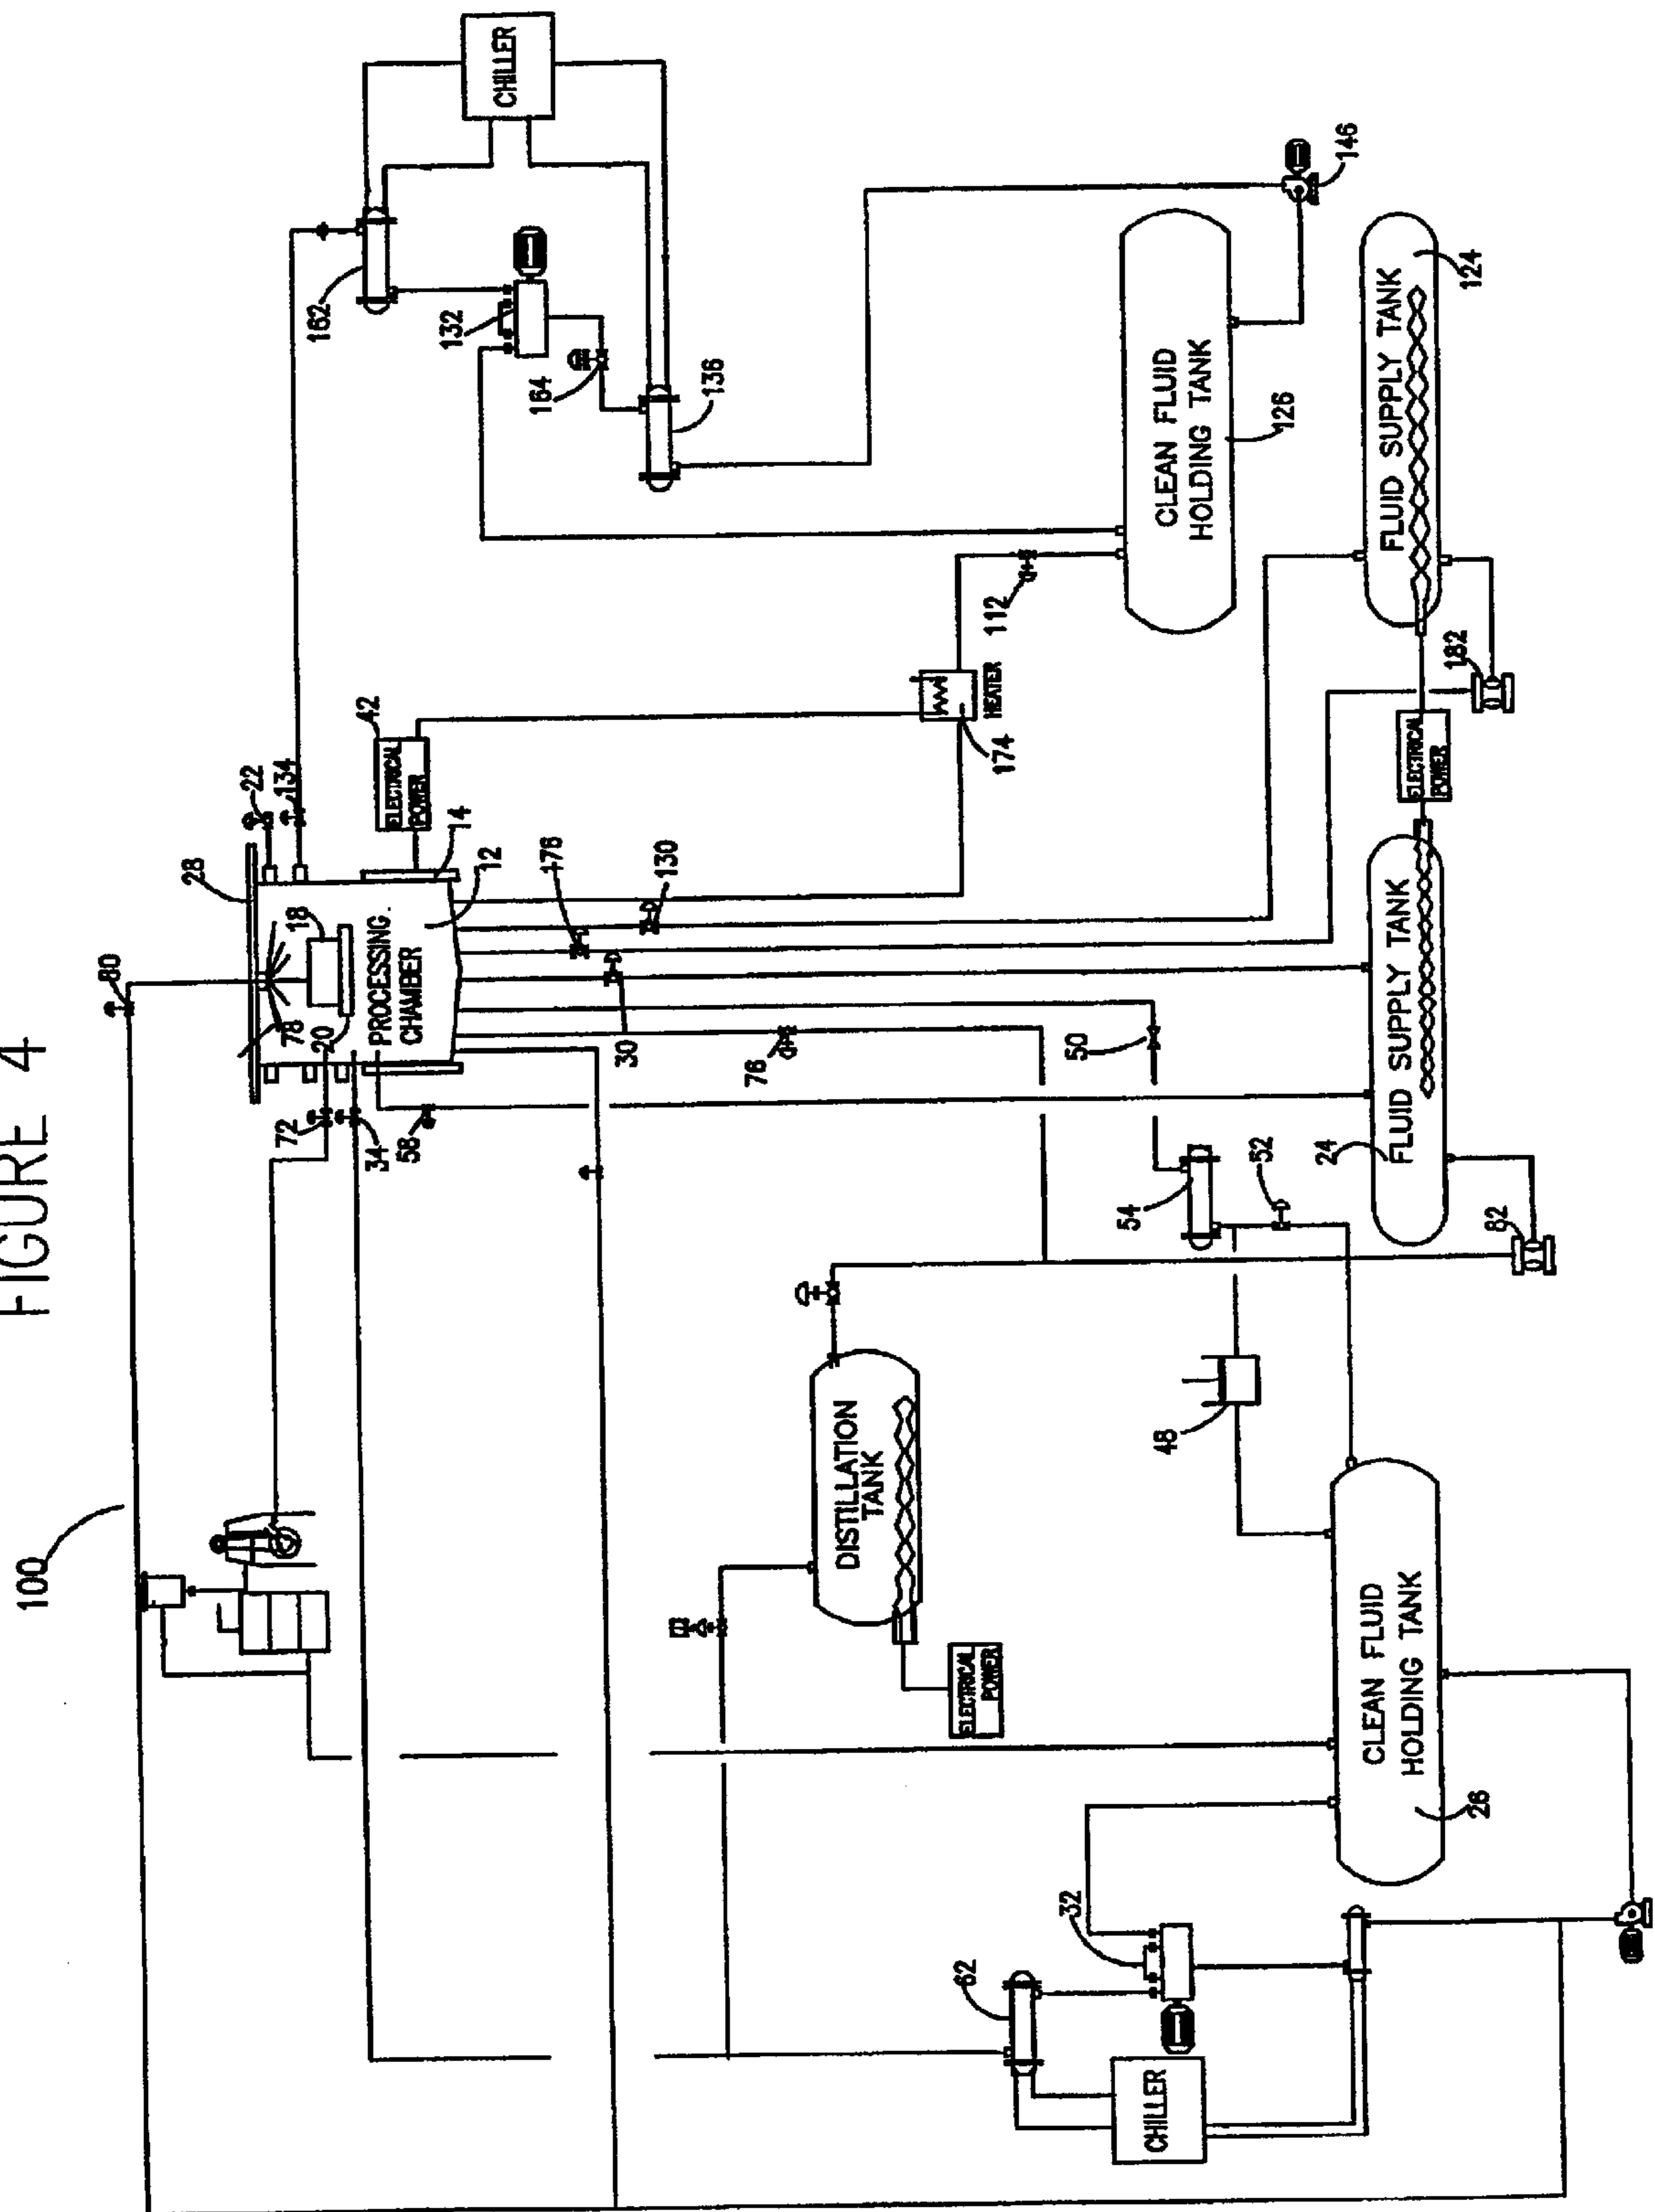 FIGURE 4
100
80
28
22
134
18
78
20
PROCESSING
CHAMBER
72
34
58
42
ELECTRICAL
POWER
14
12
176
130
30
76
50
162
CHILLER
132
164
136
146
HEATER
174
112
CLEAN FLUID
HOLDING TANK
126
FLUID SUPPLY TANK
124
182
ELECTRICAL
POWER
FLUID SUPPLY TANK
24
82
54
52
48
DISTILLATION
TANK
ELECTRICAL
POWER
CLEAN FLUID
HOLDING TANK
26
32
62
CHILLER